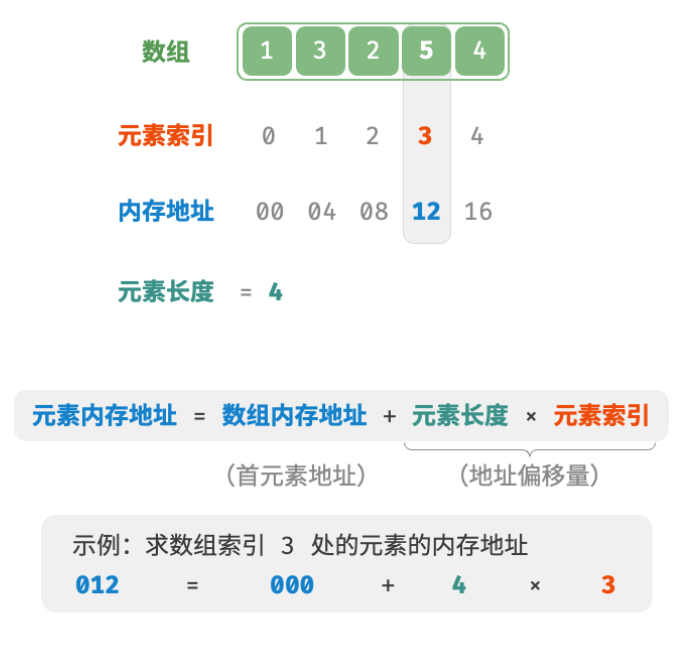 数组 1 3 2 5 4
元素索引 0 1 2 3 4
内存地址 00 04 08 12 16
元素长度 = 4
元素内存地址 = 数组内存地址 + 元素长度 × 元素索引
（首元素地址） （地址偏移量）
示例：求数组索引 3 处的元素的内存地址
012 = 000 + 4 × 3